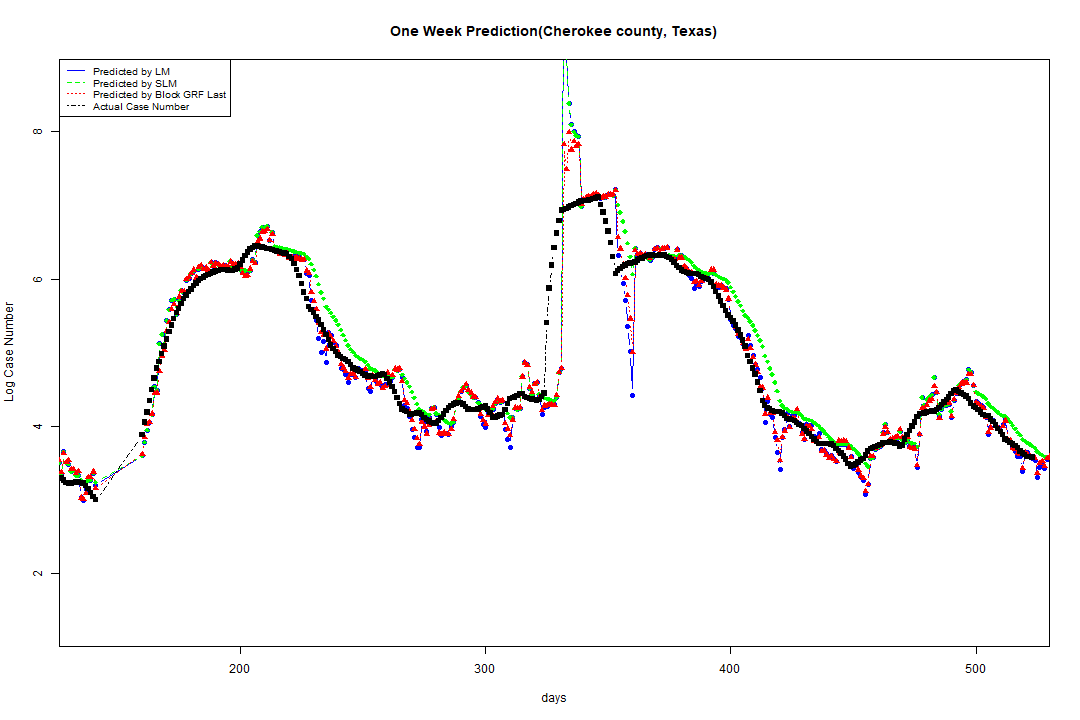 One Week Prediction(Cherokee county, Texas)
Predicted by LM
Predicted by SLM
Predicted by Block GRF Last
Actual Case Number
8
6
4
2
Log Case Number
200
300
400
500
days